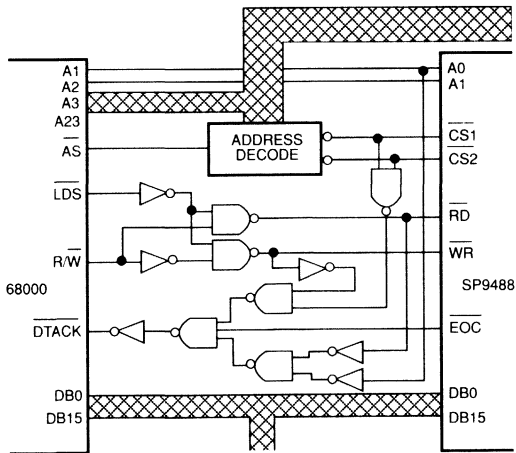 A1
A2
A3
A23
AS
LDS
R/W
68000
DTACK
DB0
DB15
ADDRESS
DECODE
A0
A1
CS1
CS2
RD
WR
SP9488
EOC
DB0
DB15